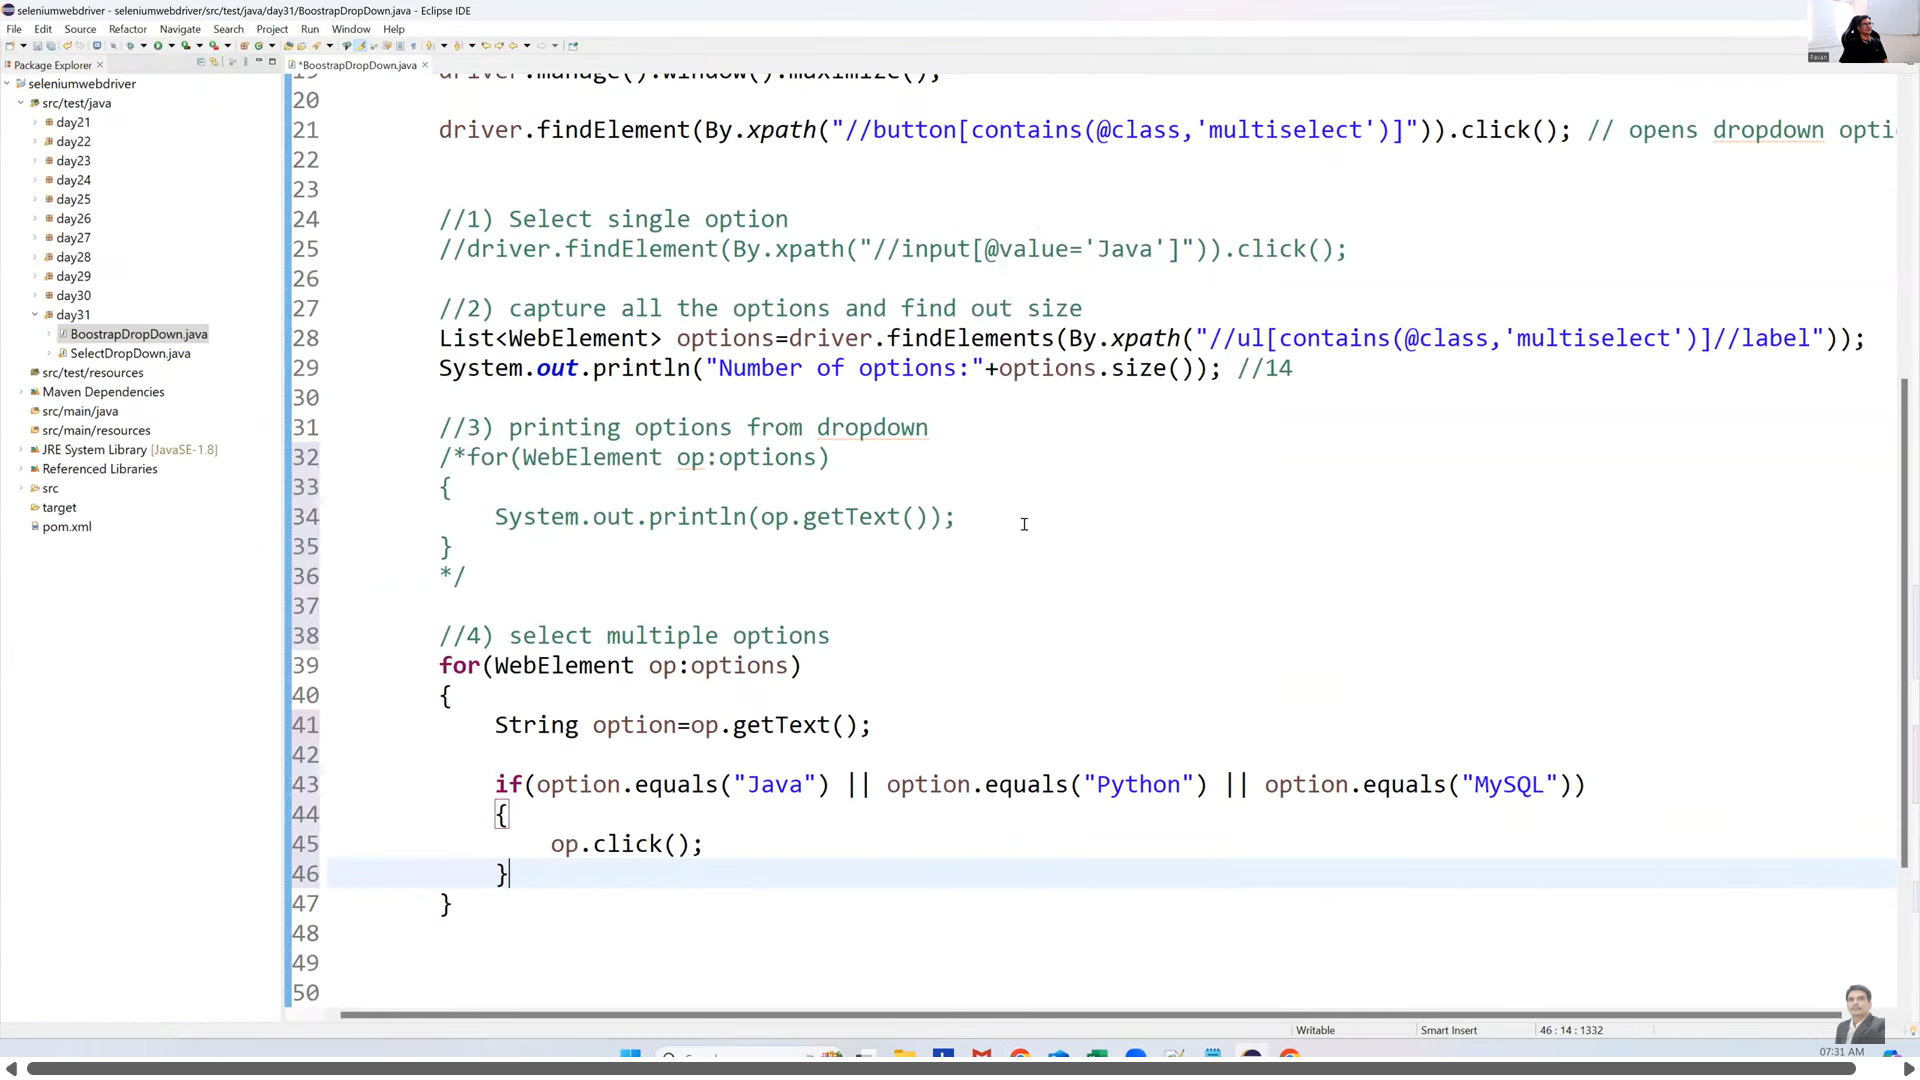 seleniumwebdriver - seleniumwebdriver/src/test/java/day31/BoostrapDropDown.java - Eclipse IDE
File Edit Source Refactor Navigate Search Project Run Window Help
Package Explorer
*BoostrapDropDown.java
seleniumwebdriver
src/test/java
day21
day22
day23
day24
day25
day26
day27
day28
day29
day30
day31
BoostrapDropDown.java
SelectDropDown.java
src/test/resources
Maven Dependencies
src/main/java
src/main/resources
JRE System Library [JavaSE-1.8]
Referenced Libraries
src
target
pom.xml
19 driver.manage().window().maximize();
20
21 driver.findElement(By.xpath("//button[contains(@class,'multiselect')]")).click(); // opens dropdown opti
22
23
24 //1) Select single option
25 //driver.findElement(By.xpath("//input[@value='Java']")).click();
26
27 //2) capture all the options and find out size
28 List<WebElement> options=driver.findElements(By.xpath("//ul[contains(@class,'multiselect')]//label"));
29 System.out.println("Number of options:"+options.size()); //14
30
31 //3) printing options from dropdown
32 /*for(WebElement op:options)
33 {
34 System.out.println(op.getText());
35 }
36 */
37
38 //4) select multiple options
39 for(WebElement op:options)
40 {
41 String option=op.getText();
42
43 if(option.equals("Java") || option.equals("Python") || option.equals("MySQL"))
44 {
45 op.click();
46 }
47 }
48
49
50
Writable Smart Insert 46 : 14 : 1332
07:31 AM
Pavan